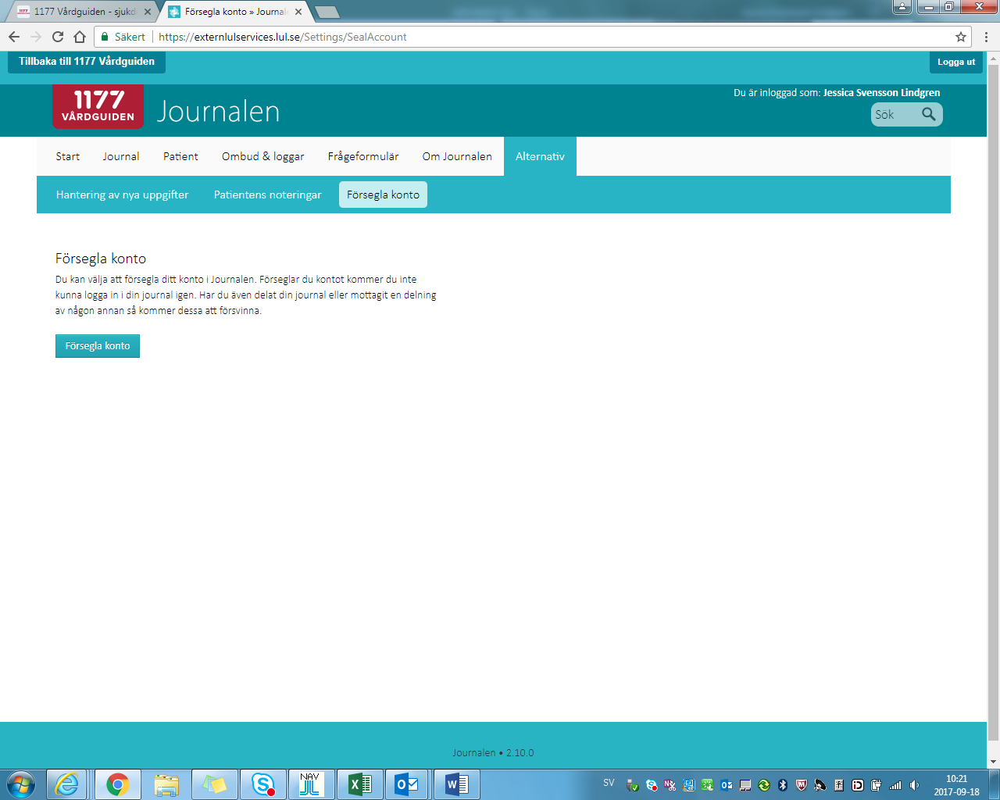 1177 Vårdguiden - sjukd
Försegla konto » Journale
Säkert
https://externlulservices.lul.se/Settings/SealAccount
Tillbaka till 1177 Vårdguiden
Logga ut
1177
VÅRDGUIDEN
Journalen
Du är inloggad som: Jessica Svensson Lindgren
Sök
Start
Journal
Patient
Ombud & loggar
Frågeformulär
Om Journalen
Alternativ
Hantering av nya uppgifter
Patientens noteringar
Försegla konto
Försegla konto
Du kan välja att försegla ditt konto i Journalen. Förseglar du kontot kommer du inte
kunna logga in i din journal igen. Har du även delat din journal eller mottagit en delning
av någon annan så kommer dessa att försvinna.
Försegla konto
Journalen • 2.10.0
NAV
SV
10:21
2017-09-18